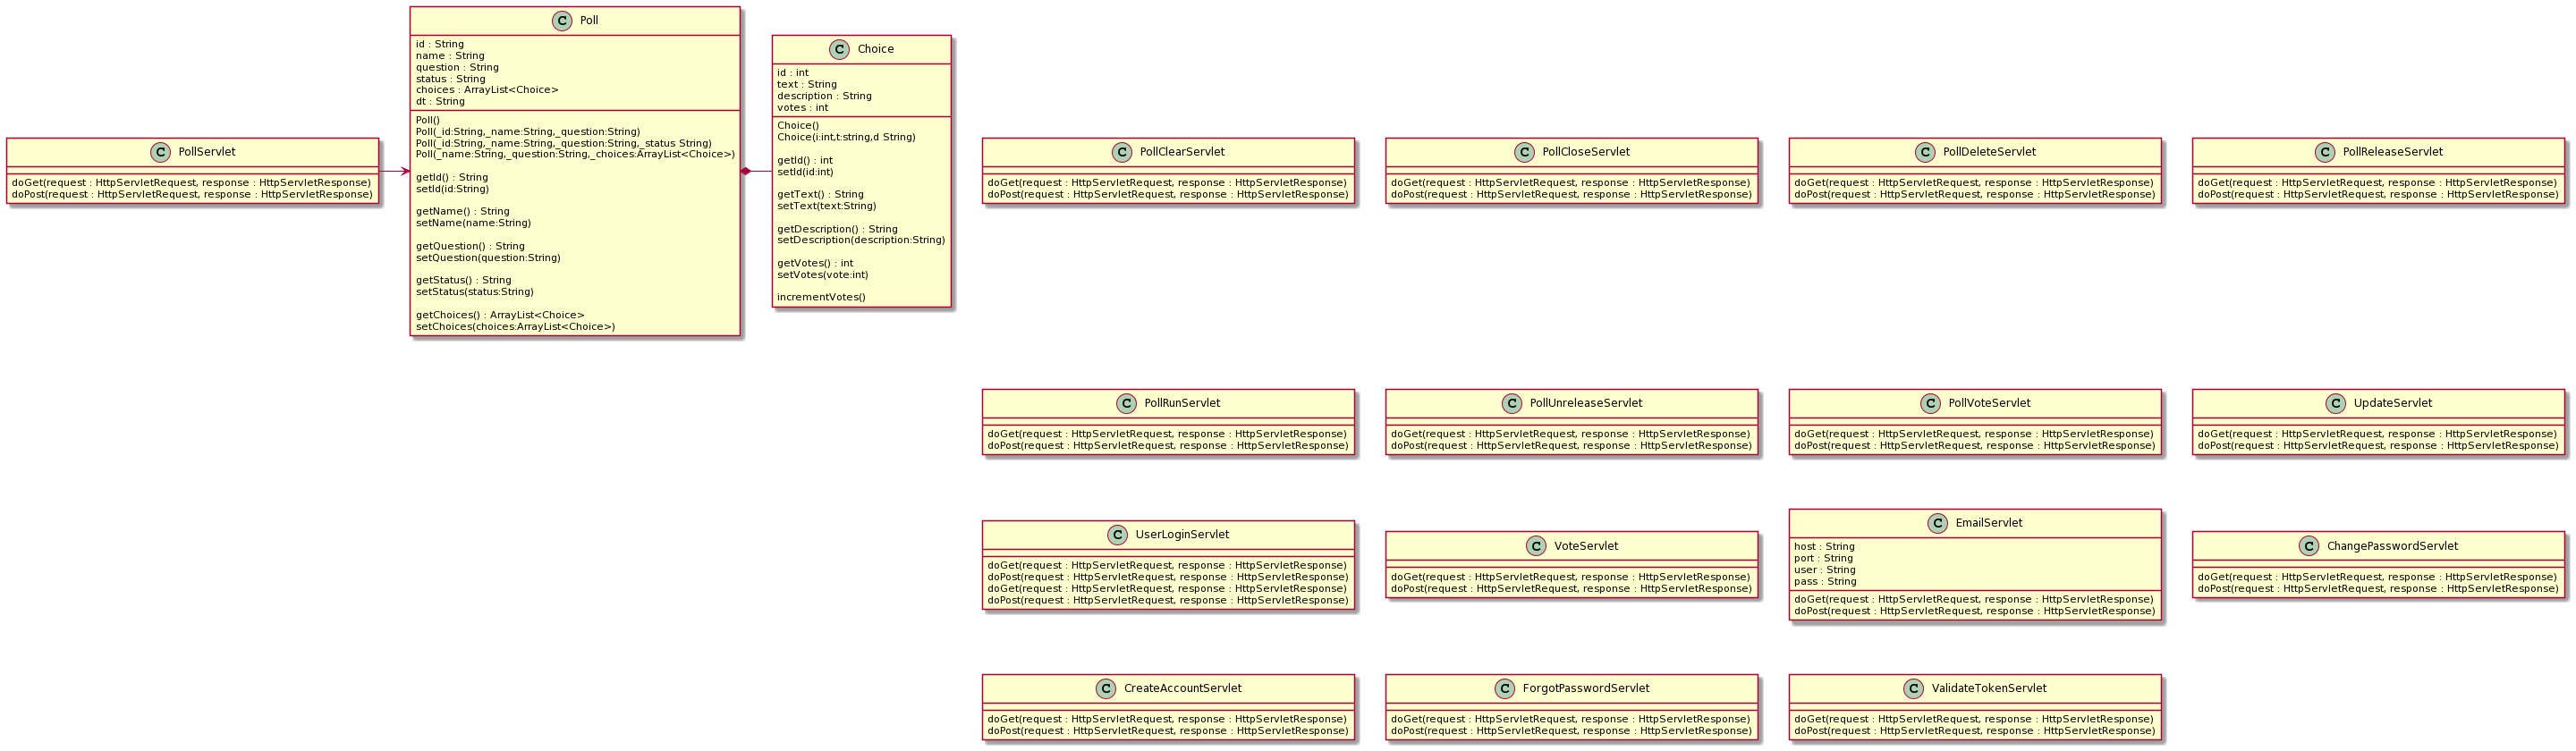 C PollServlet
doGet(request : HttpServletRequest, response : HttpServletResponse)
doPost(request : HttpServletRequest, response : HttpServletResponse)
C Poll
id : String
name : String
question : String
status : String
choices : ArrayList<Choice>
dt : String
Poll()
Poll(_id:String,_name:String,_question:String)
Poll(_id:String,_name:String,_question:String,_status String)
Poll(_name:String,_question:String,_choices:ArrayList<Choice>)
getId() : String
setId(id:String)
getName() : String
setName(name:String)
getQuestion() : String
setQuestion(question:String)
getStatus() : String
setStatus(status:String)
getChoices() : ArrayList<Choice>
setChoices(choices:ArrayList<Choice>)
C Choice
id : int
text : String
description : String
votes : int
Choice()
Choice(i:int,t:string,d String)
getId() : int
setId(id:int)
getText() : String
setText(text:String)
getDescription() : String
setDescription(description:String)
getVotes() : int
setVotes(vote:int)
incrementVotes()
C PollClearServlet
doGet(request : HttpServletRequest, response : HttpServletResponse)
doPost(request : HttpServletRequest, response : HttpServletResponse)
C PollCloseServlet
doGet(request : HttpServletRequest, response : HttpServletResponse)
doPost(request : HttpServletRequest, response : HttpServletResponse)
C PollDeleteServlet
doGet(request : HttpServletRequest, response : HttpServletResponse)
doPost(request : HttpServletRequest, response : HttpServletResponse)
C PollReleaseServlet
doGet(request : HttpServletRequest, response : HttpServletResponse)
doPost(request : HttpServletRequest, response : HttpServletResponse)
C PollRunServlet
doGet(request : HttpServletRequest, response : HttpServletResponse)
doPost(request : HttpServletRequest, response : HttpServletResponse)
C PollUnreleaseServlet
doGet(request : HttpServletRequest, response : HttpServletResponse)
doPost(request : HttpServletRequest, response : HttpServletResponse)
C PollVoteServlet
doGet(request : HttpServletRequest, response : HttpServletResponse)
doPost(request : HttpServletRequest, response : HttpServletResponse)
C UpdateServlet
doGet(request : HttpServletRequest, response : HttpServletResponse)
doPost(request : HttpServletRequest, response : HttpServletResponse)
C UserLoginServlet
doGet(request : HttpServletRequest, response : HttpServletResponse)
doPost(request : HttpServletRequest, response : HttpServletResponse)
doGet(request : HttpServletRequest, response : HttpServletResponse)
doPost(request : HttpServletRequest, response : HttpServletResponse)
C VoteServlet
doGet(request : HttpServletRequest, response : HttpServletResponse)
doPost(request : HttpServletRequest, response : HttpServletResponse)
C EmailServlet
host : String
port : String
user : String
pass : String
doGet(request : HttpServletRequest, response : HttpServletResponse)
doPost(request : HttpServletRequest, response : HttpServletResponse)
C ChangePasswordServlet
doGet(request : HttpServletRequest, response : HttpServletResponse)
doPost(request : HttpServletRequest, response : HttpServletResponse)
C CreateAccountServlet
doGet(request : HttpServletRequest, response : HttpServletResponse)
doPost(request : HttpServletRequest, response : HttpServletResponse)
C ForgotPasswordServlet
doGet(request : HttpServletRequest, response : HttpServletResponse)
doPost(request : HttpServletRequest, response : HttpServletResponse)
C ValidateTokenServlet
doGet(request : HttpServletRequest, response : HttpServletResponse)
doPost(request : HttpServletRequest, response : HttpServletResponse)